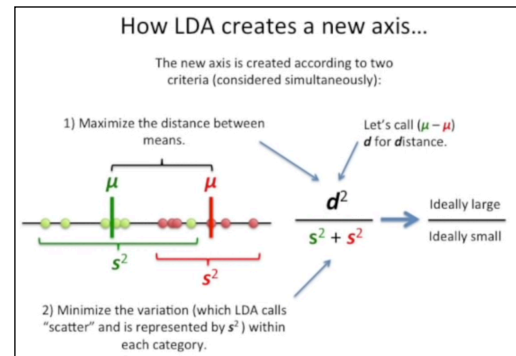 How LDA creates a new axis...
The new axis is created according to two
criteria (considered simultaneously):
1) Maximize the distance between
means.
Let's call (μ – μ)
d for distance.
μ
μ
d²
s² + s²
Ideally large
Ideally small
s²
s²
2) Minimize the variation (which LDA calls
"scatter" and is represented by s²) within
each category.